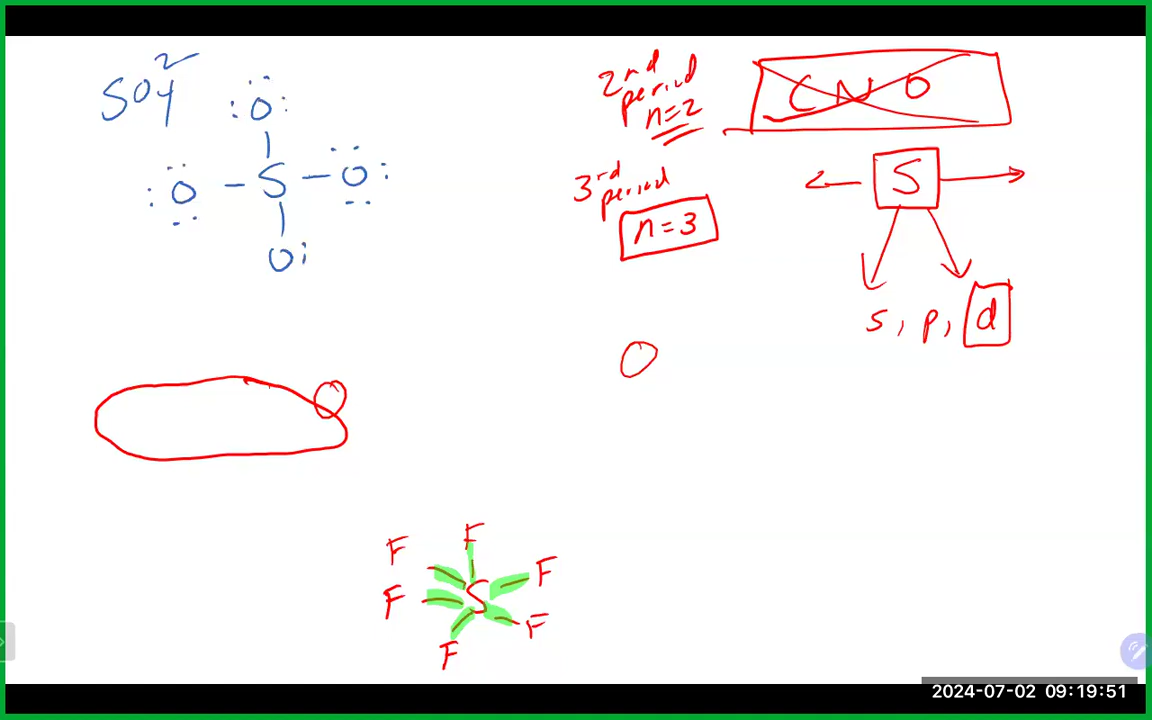 SO4 2-
: O :
: O - S - O :
O :
2nd period
n=2
C N O
3rd period
n = 3
S
s, p, d
F F
F
F S
F
F
2024-07-02 09:19:51